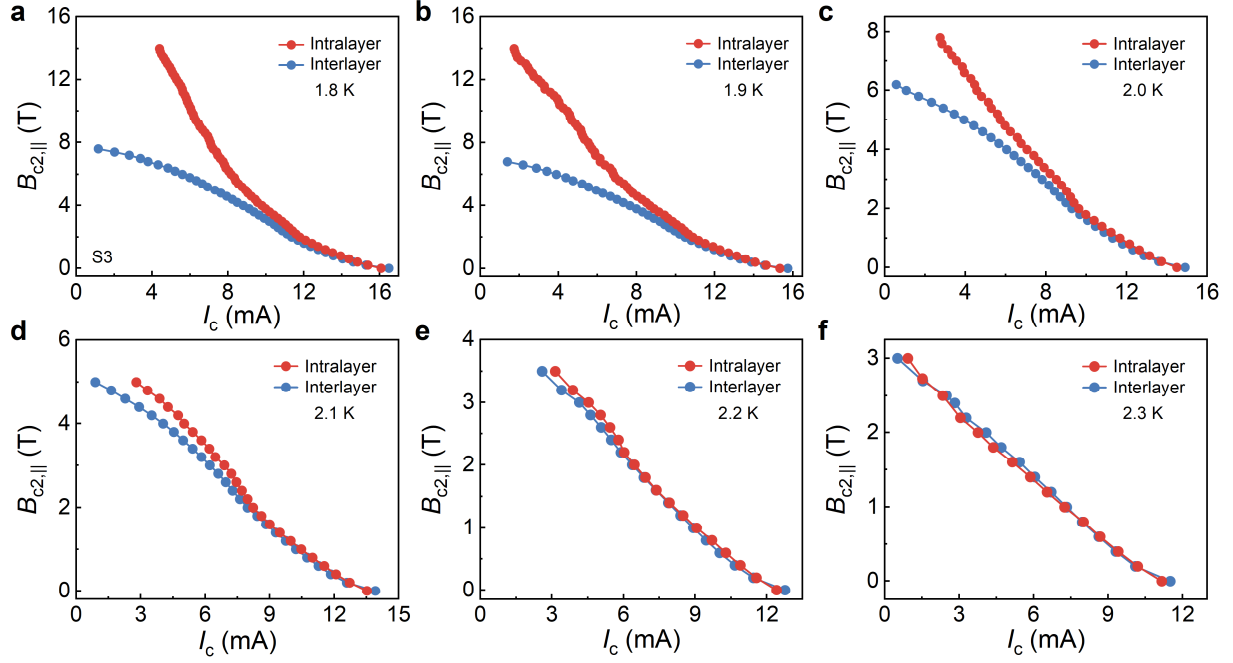 a
16
12
8
4
0
B_c2,|| (T)
Intralayer
Interlayer
1.8 K
S3
4 8 12 16
I_c (mA)
b
16
12
8
4
0
B_c2,|| (T)
Intralayer
Interlayer
1.9 K
0 4 8 12 16
I_c (mA)
c
8
6
4
2
0
B_c2,|| (T)
Intralayer
Interlayer
2.0 K
0 4 8 12 16
I_c (mA)
d
6
4
2
0
B_c2,|| (T)
Intralayer
Interlayer
2.1 K
0 3 6 9 12 15
I_c (mA)
e
4
3
2
1
0
B_c2,|| (T)
Intralayer
Interlayer
2.2 K
0 3 6 9 12
I_c (mA)
f
3
2
1
0
B_c2,|| (T)
Intralayer
Interlayer
2.3 K
0 3 6 9 12
I_c (mA)